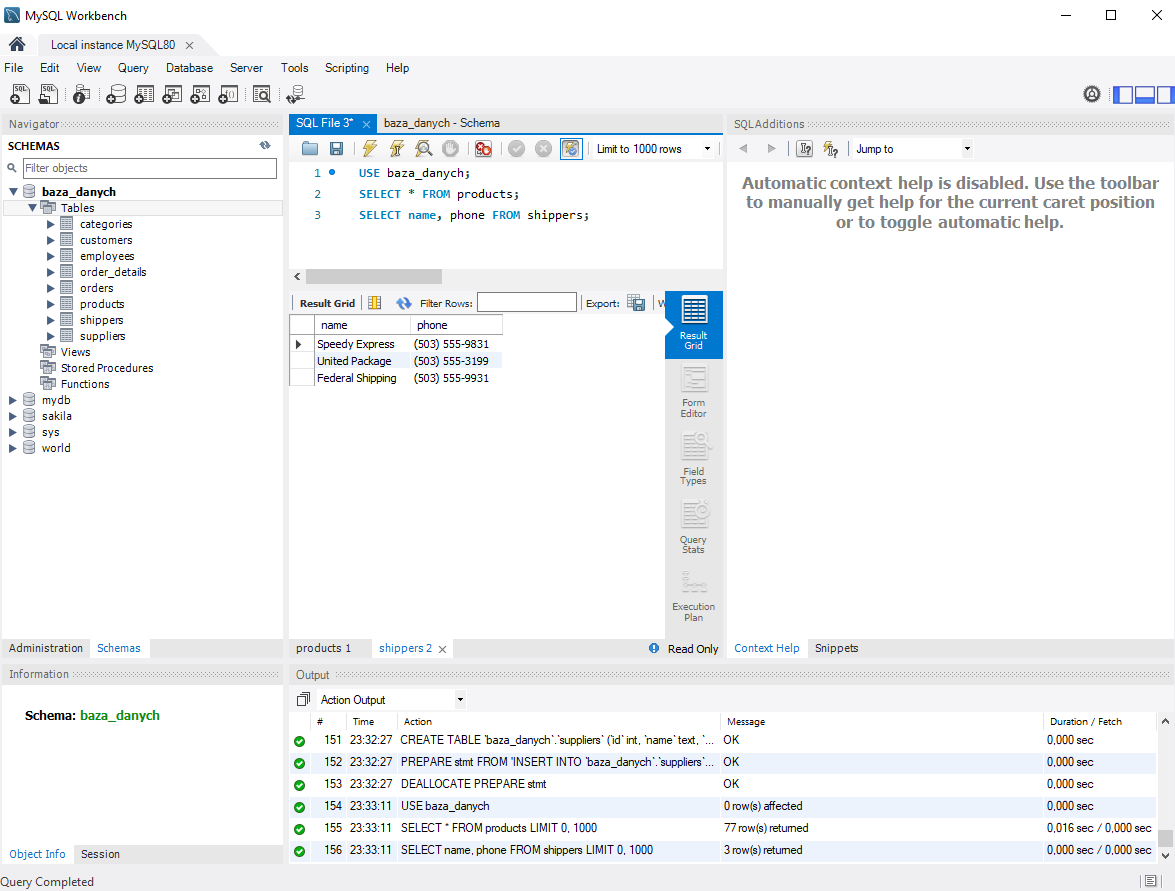 MySQL Workbench
Local instance MySQL80
File Edit View Query Database Server Tools Scripting Help
Navigator
SCHEMAS
Filter objects
baza_danych
Tables
categories
customers
employees
order_details
orders
products
shippers
suppliers
Views
Stored Procedures
Functions
mydb
sakila
sys
world
Administration Schemas
Information
Schema: baza_danych
Object Info Session
SQL File 3* baza_danych - Schema
Limit to 1000 rows
1 USE baza_danych;
2 SELECT * FROM products;
3 SELECT name, phone FROM shippers;
Result Grid Filter Rows: Export: W
name phone
Speedy Express (503) 555-9831
United Package (503) 555-3199
Federal Shipping (503) 555-9931
Result
Grid
Form
Editor
Field
Types
Query
Stats
Execution
Plan
products 1 shippers 2 Read Only
SQLAdditions
Jump to
Automatic context help is disabled. Use the toolbar
to manually get help for the current caret position
or to toggle automatic help.
Context Help Snippets
Output
Action Output
# Time Action Message Duration / Fetch
151 23:32:27 CREATE TABLE `baza_danych`.`suppliers` (`id` int, `name` text, `... OK 0,000 sec
152 23:32:27 PREPARE stmt FROM 'INSERT INTO `baza_danych`.`suppliers`... OK 0,000 sec
153 23:32:27 DEALLOCATE PREPARE stmt OK 0,000 sec
154 23:33:11 USE baza_danych 0 row(s) affected 0,000 sec
155 23:33:11 SELECT * FROM products LIMIT 0, 1000 77 row(s) returned 0,016 sec / 0,000 sec
156 23:33:11 SELECT name, phone FROM shippers LIMIT 0, 1000 3 row(s) returned 0,000 sec / 0,000 sec
Query Completed